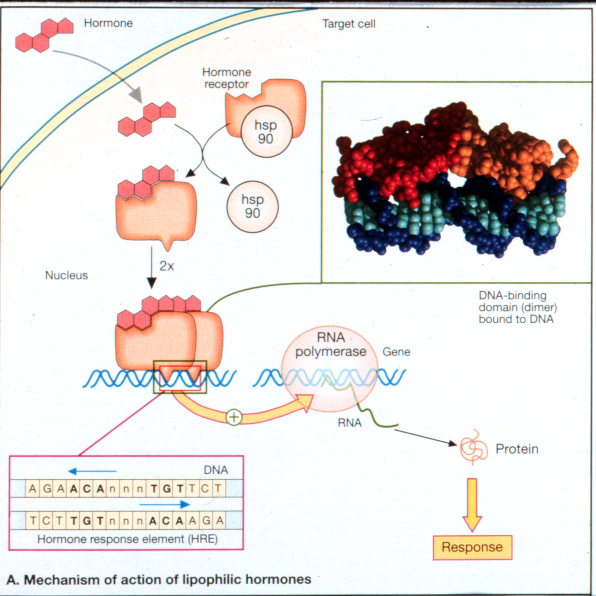 Hormone
Target cell
Hormone
receptor
hsp
90
hsp
90
2x
Nucleus
DNA-binding
domain (dimer)
bound to DNA
RNA
polymerase
Gene
RNA
Protein
Response
DNA
AGAACAnnnTGTTCT
TCTTGTnnnACAAGA
Hormone response element (HRE)
A. Mechanism of action of lipophilic hormones